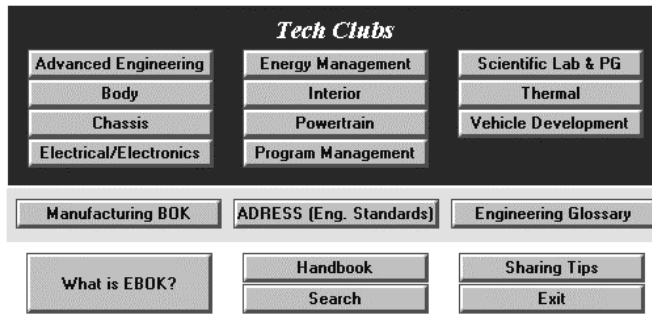 Tech Clubs
Advanced Engineering
Energy Management
Scientific Lab & PG
Body
Interior
Thermal
Chassis
Powertrain
Vehicle Development
Electrical/Electronics
Program Management
Manufacturing BOK
ADRESS (Eng. Standards)
Engineering Glossary
What is EBOK?
Handbook
Sharing Tips
Search
Exit